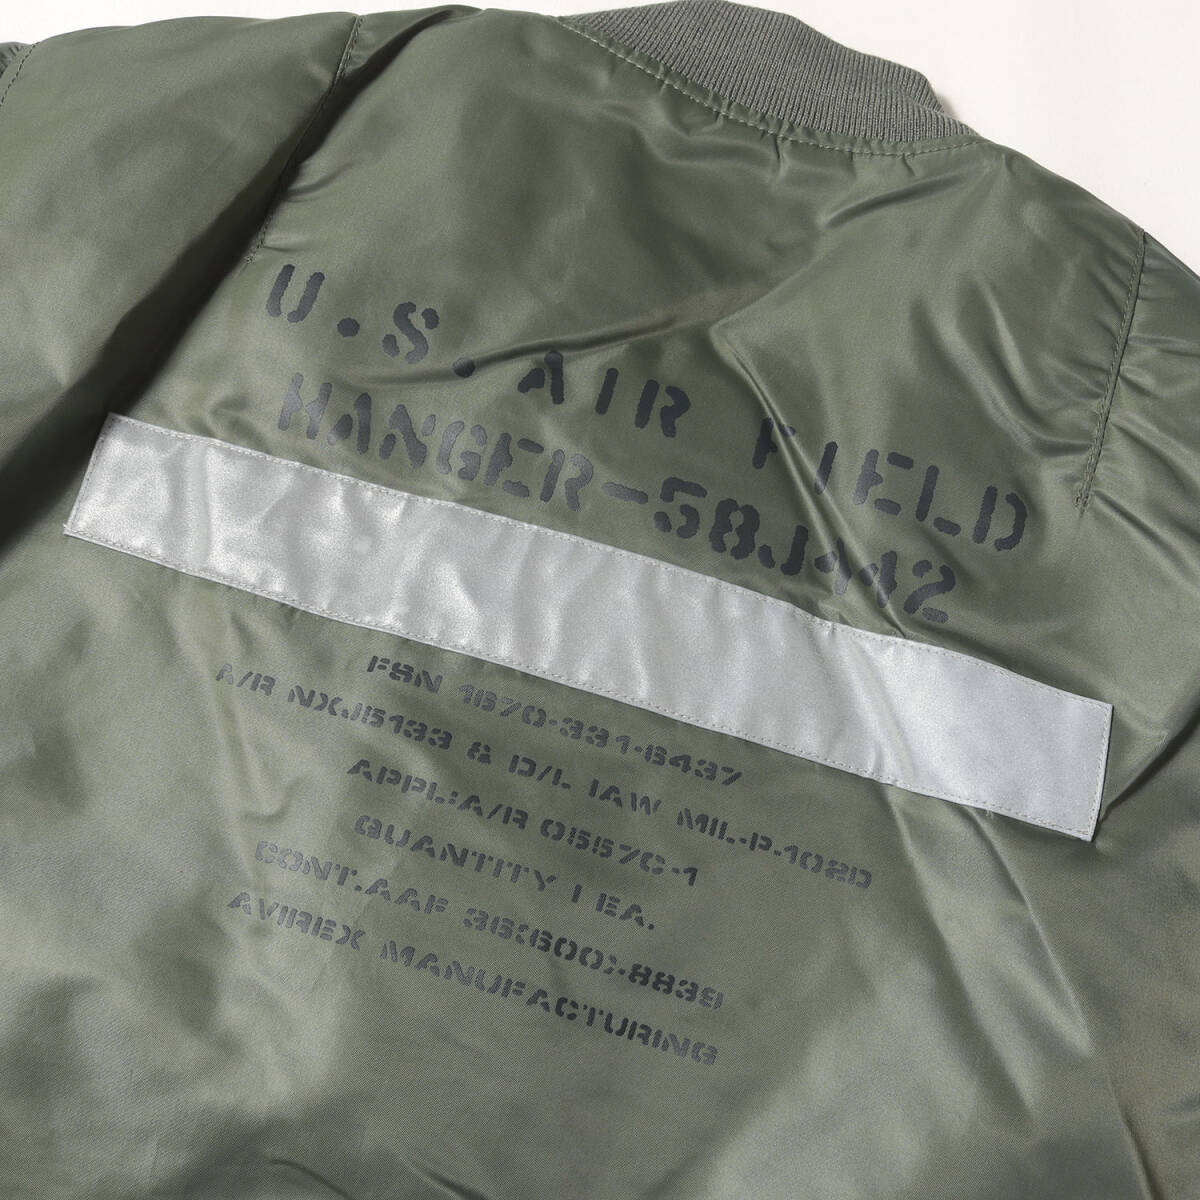 U.S. AIR FIELD
HANGER-58J442
FSN 1670-331-6437
A/R NXJ5133 & D/L IAW MIL-P-102D
APPL:A/R 0557C-1
QUANTITY 1 EA.
CONT.AAF 36(600)-8839
AVIREX MANUFACTURING